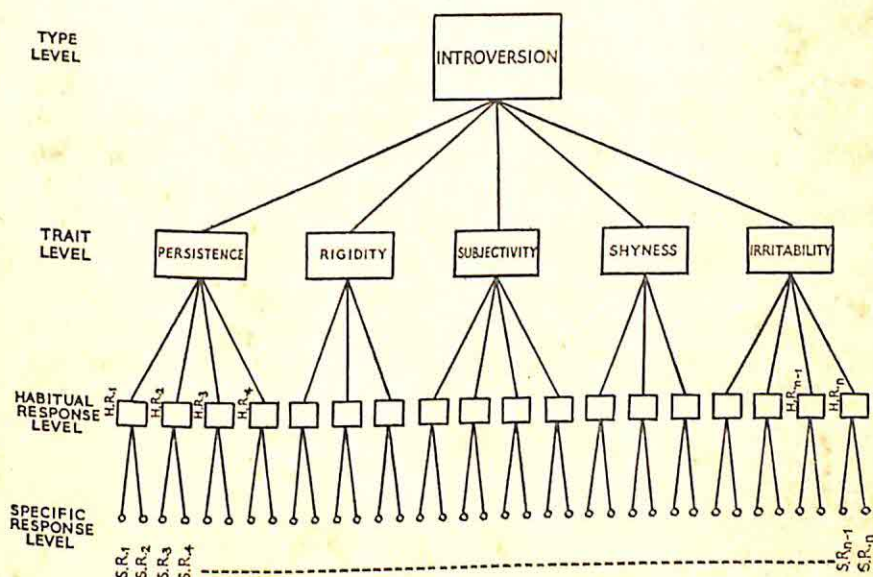 TYPE
LEVEL
INTROVERSION
TRAIT
LEVEL
PERSISTENCE
RIGIDITY
SUBJECTIVITY
SHYNESS
IRRITABILITY
HABITUAL
RESPONSE
LEVEL
H.R.1
H.R.2
H.R.3
H.R.4
H.R.n-1
H.R.n
SPECIFIC
RESPONSE
LEVEL
S.R.1
S.R.2
S.R.3
S.R.4
S.R.n-1
S.R.n